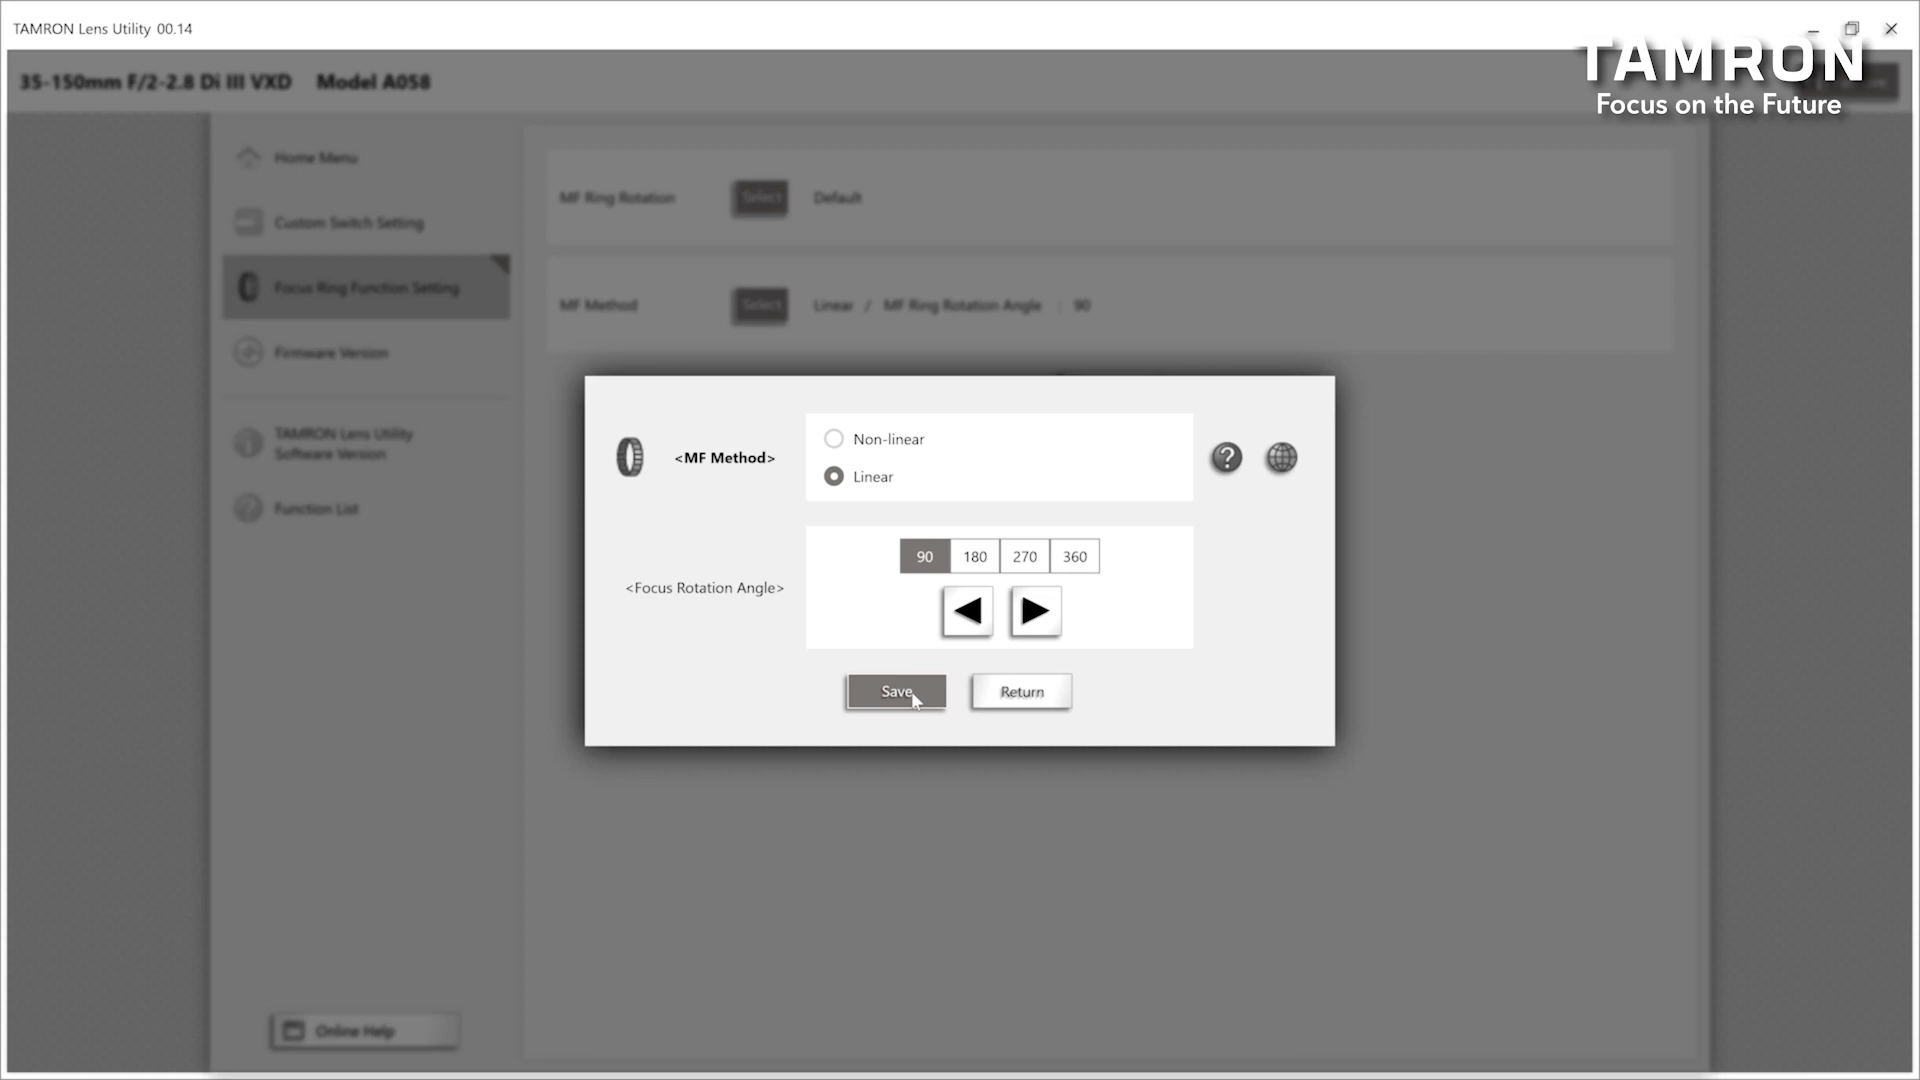 TAMRON Lens Utility 00.14
TAMRON
Focus on the Future
35-150mm F/2-2.8 Di III VXD Model A058
Home Menu
Custom Switch Setting
Focus Ring Function Setting
Firmware Version
TAMRON Lens Utility
Software Version
Function List
Online Help
MF Ring Rotation Select Default
MF Method Select Linear / MF Ring Rotation Angle : 90
<MF Method>
Non-linear
Linear
?
<Focus Rotation Angle>
90 180 270 360
Save Return